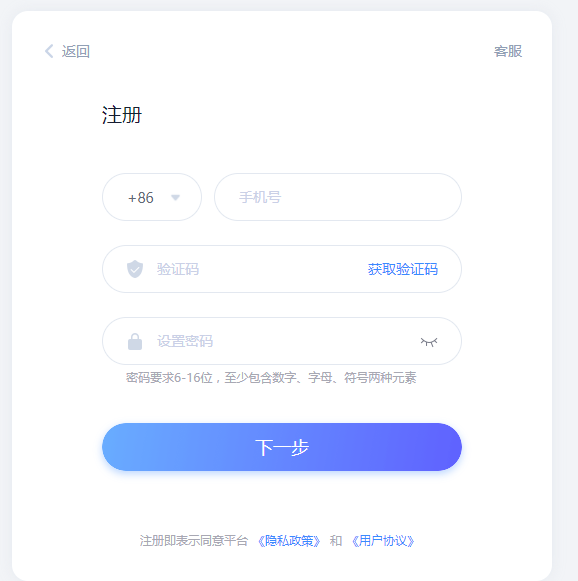 返回 客服
注册
+86 手机号
验证码 获取验证码
设置密码
密码要求6-16位，至少包含数字、字母、符号两种元素
下一步
注册即表示同意平台 《隐私政策》 和 《用户协议》